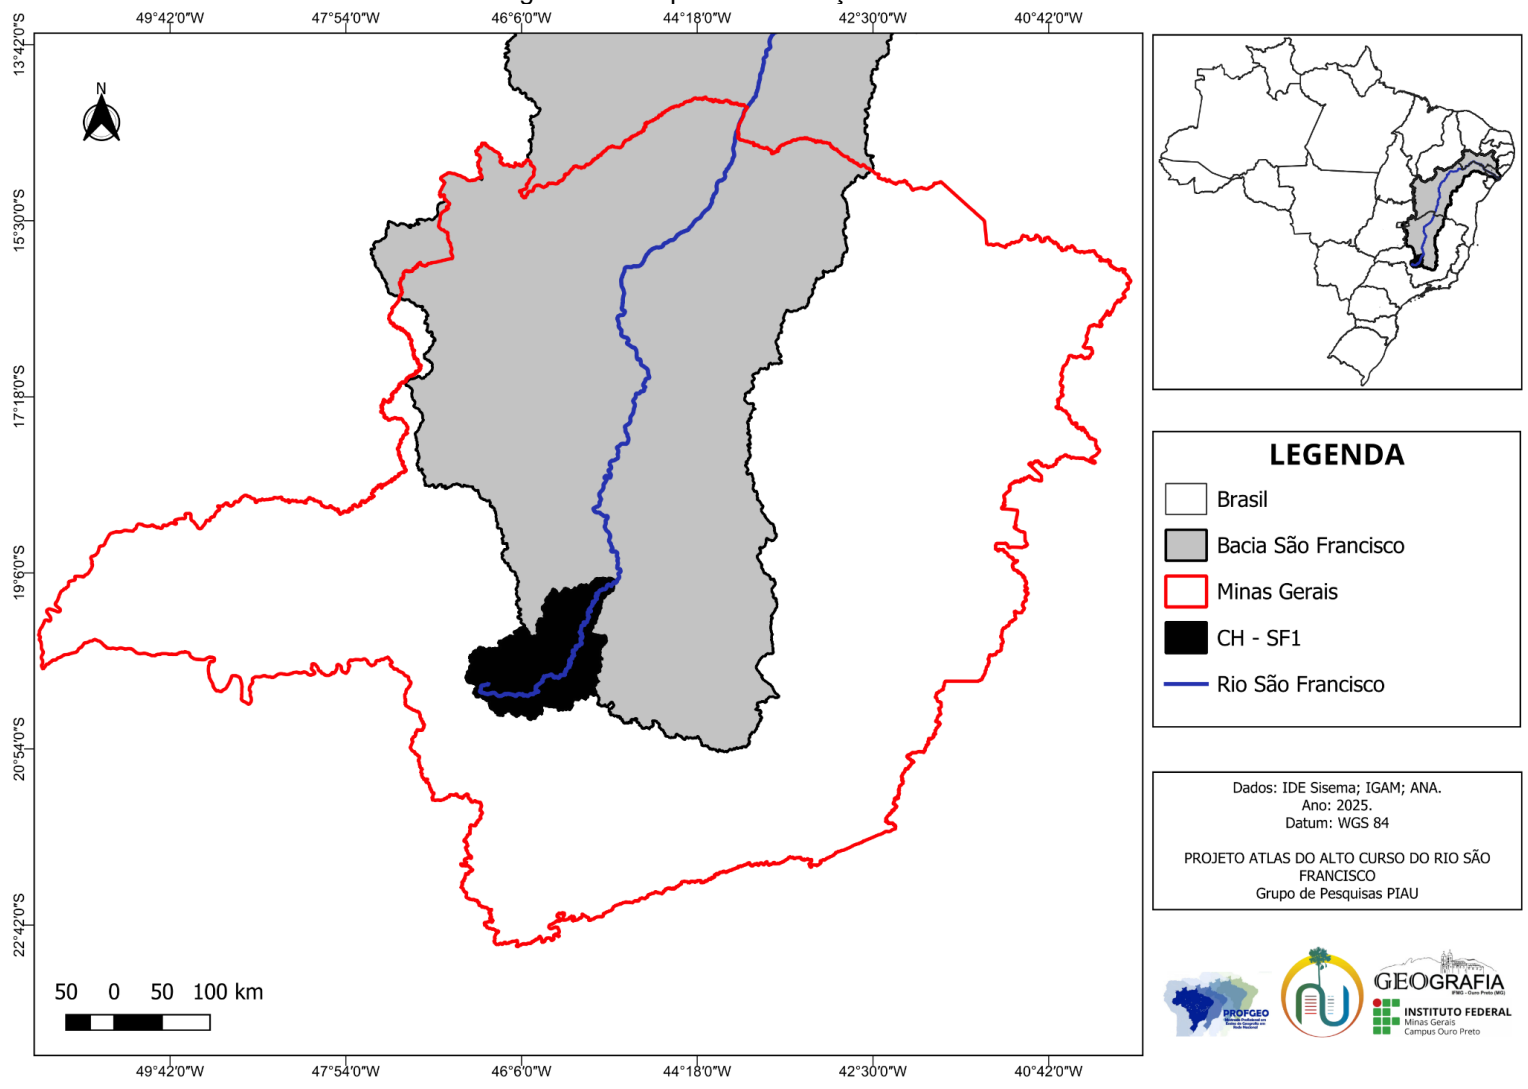 49°42'0"W 47°54'0"W 46°6'0"W 44°18'0"W 42°30'0"W 40°42'0"W
13°42'0"S
15°30'0"S
17°18'0"S
19°6'0"S
20°54'0"S
22°42'0"S
N
50 0 50 100 km
49°42'0"W 47°54'0"W 46°6'0"W 44°18'0"W 42°30'0"W 40°42'0"W
LEGENDA
Brasil
Bacia São Francisco
Minas Gerais
CH - SF1
Rio São Francisco
Dados: IDE Sisema; IGAM; ANA.
Ano: 2025.
Datum: WGS 84
PROJETO ATLAS DO ALTO CURSO DO RIO SÃO
FRANCISCO
Grupo de Pesquisas PIAU
PROFGEO
GEOGRAFIA
IFMG - Ouro Preto (MG)
INSTITUTO FEDERAL
Minas Gerais
Campus Ouro Preto